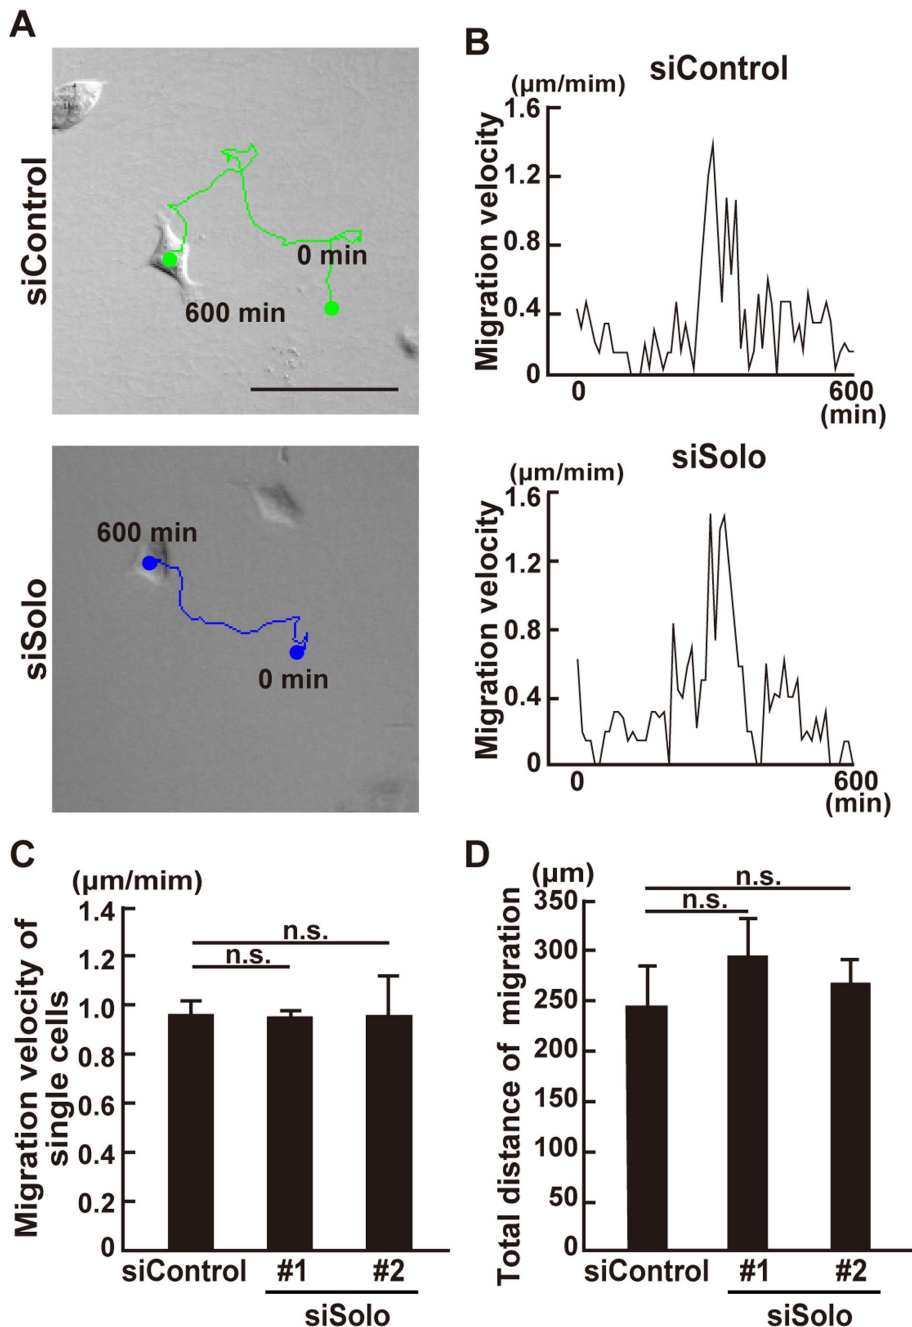 A
siControl
0 min
600 min
siSolo
600 min
0 min
B
siControl
(μm/mim)
Migration velocity
1.6
1.2
0.8
0.4
0
0
600
(min)
siSolo
(μm/mim)
Migration velocity
1.6
1.2
0.8
0.4
0
0
600
(min)
C
(μm/mim)
Migration velocity of
single cells
1.4
1.2
1.0
0.8
0.6
0.4
0.2
0
n.s.
n.s.
siControl
#1
#2
siSolo
D
(μm)
Total distance of migration
350
300
250
200
150
100
50
0
n.s.
n.s.
siControl
#1
#2
siSolo